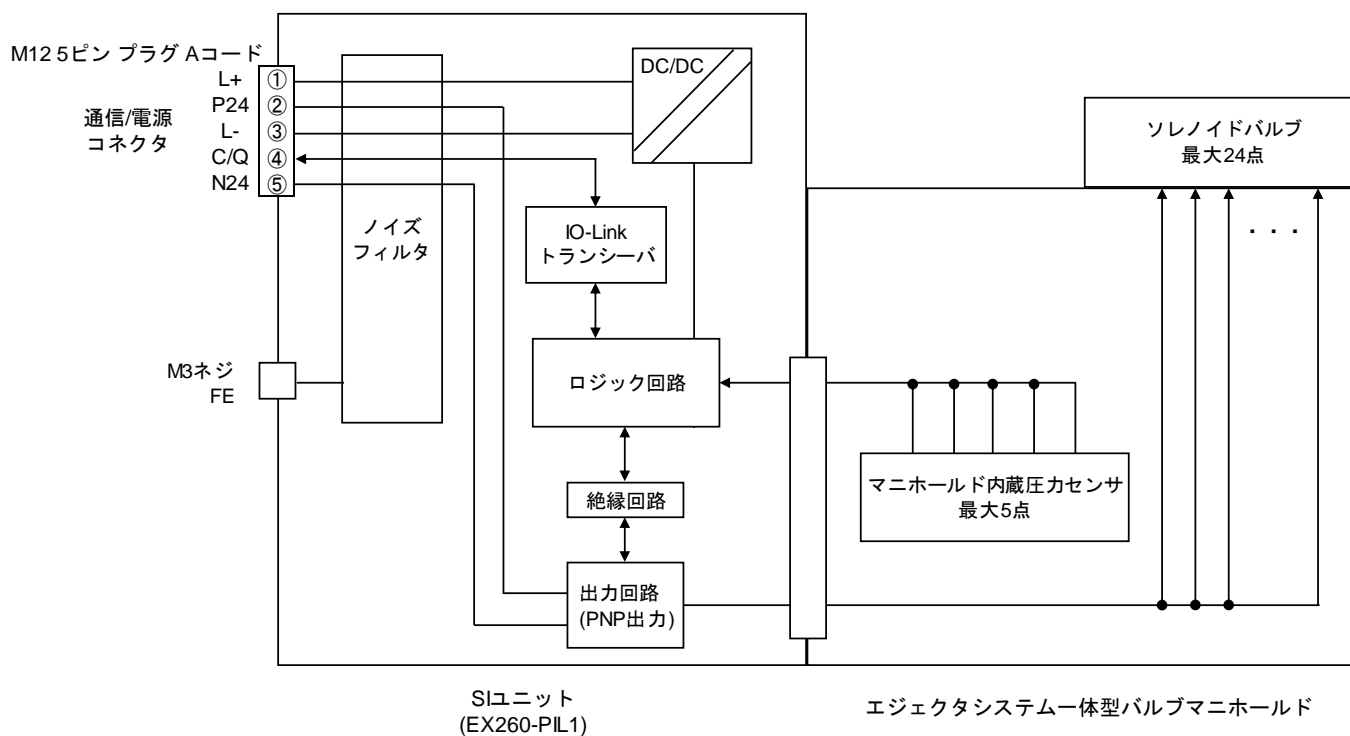 M12 5ピン プラグ Aコード
L+
①
P24
②
L-
③
C/Q
④
N24
⑤
通信/電源
コネクタ
M3ネジ
FE
ノイズ
フィルタ
DC/DC
IO-Link
トランシーバ
ロジック回路
絶縁回路
出力回路
(PNP出力)
ソレノイドバルブ
最大24点
・・・
マニホールド内蔵圧力センサ
最大5点
SIユニット
(EX260-PIL1)
エジェクタシステム一体型バルブマニホールド